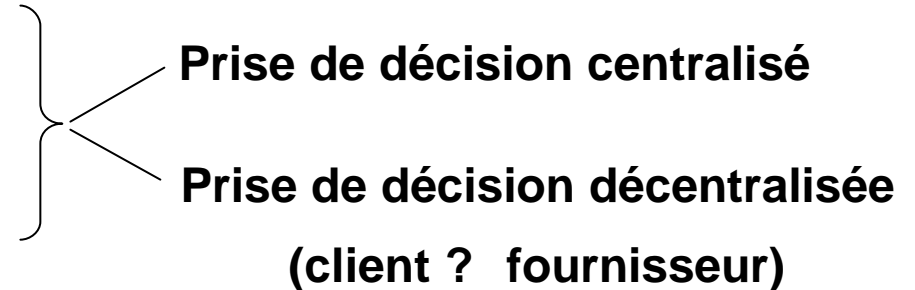 Prise de décision centralisé
Prise de décision décentralisée
(client ? fournisseur)